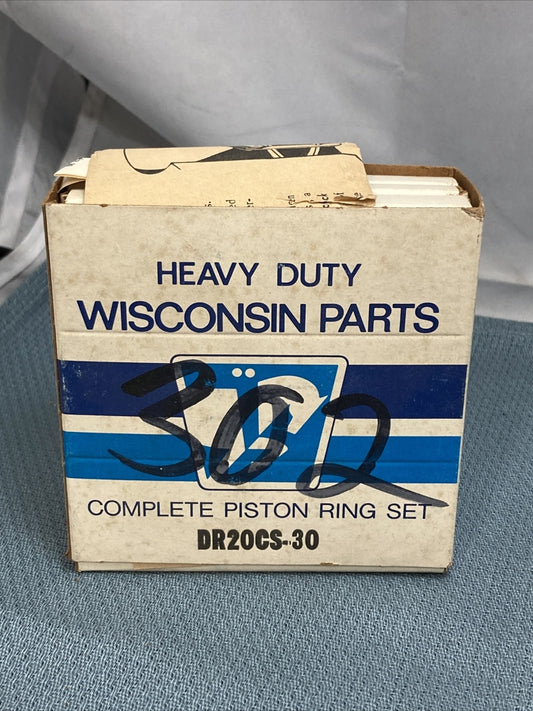 HEAVY DUTY
WISCONSIN PARTS
302
COMPLETE PISTON RING SET
DR20CS-30